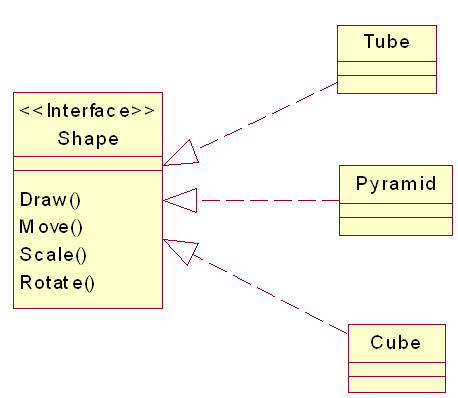 <<Interface>>
Shape
Draw()
Move()
Scale()
Rotate()
Tube
Pyramid
Cube